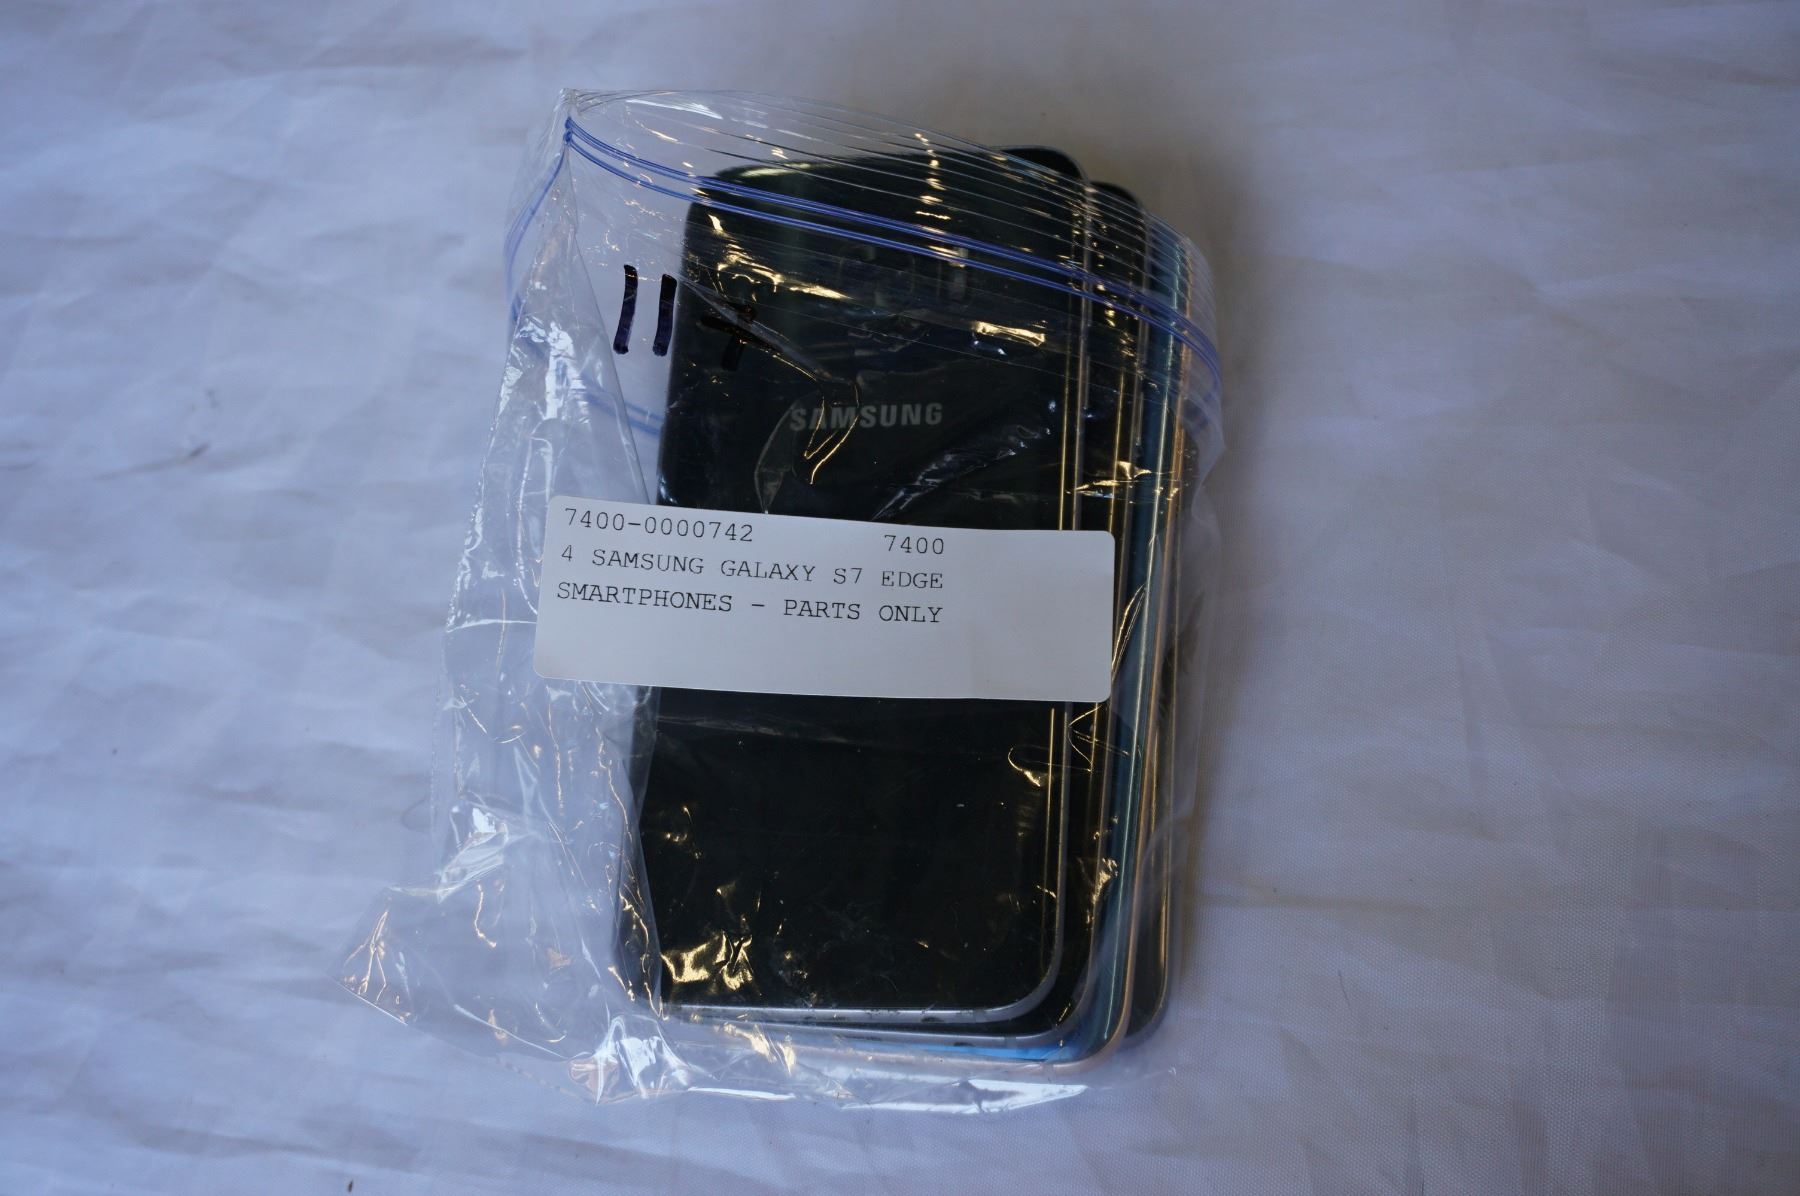 SAMSUNG
7400-0000742 7400
4 SAMSUNG GALAXY S7 EDGE
SMARTPHONES - PARTS ONLY